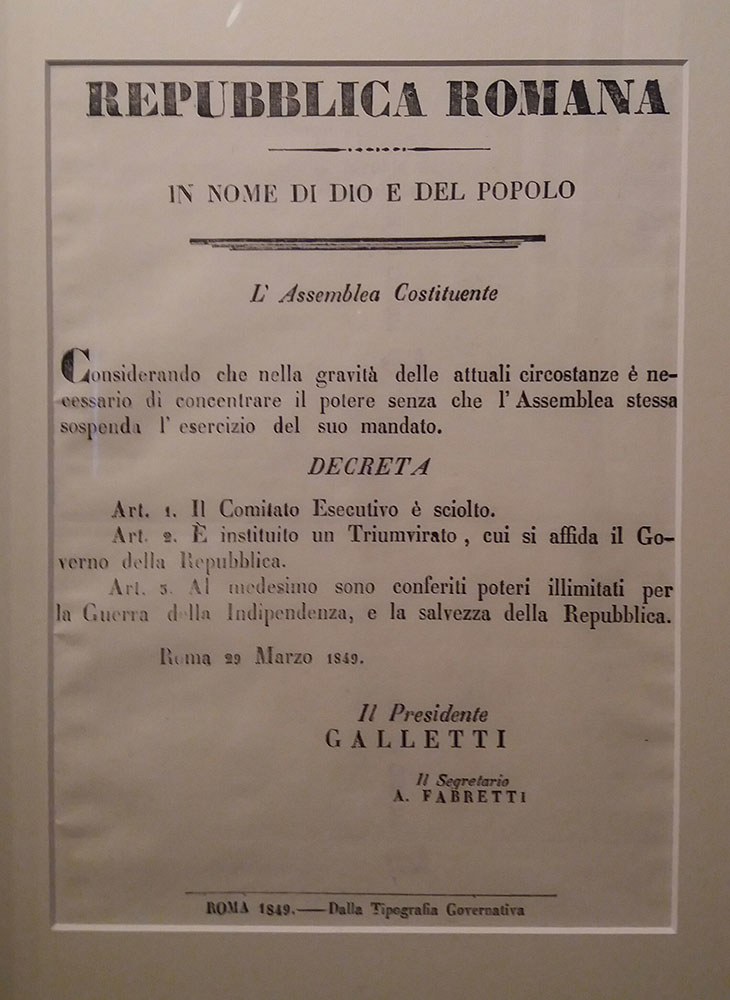 REPUBBLICA ROMANA
IN NOME DI DIO E DEL POPOLO
L' Assemblea Costituente
Considerando che nella gravità delle attuali circostanze è ne-
cessario di concentrare il potere senza che l'Assemblea stessa
sospenda l' esercizio del suo mandato.
DECRETA
Art. 1. Il Comitato Esecutivo è sciolto.
Art. 2. È instituito un Triumvirato, cui si affida il Go-
verno della Repubblica.
Art. 3. Al medesimo sono conferiti poteri illimitati per
la Guerra della Indipendenza, e la salvezza della Repubblica.
Roma 29 Marzo 1849.
Il Presidente
GALLETTI
Il Segretario
A. FABRETTI
ROMA 1849.—Dalla Tipografia Governativa